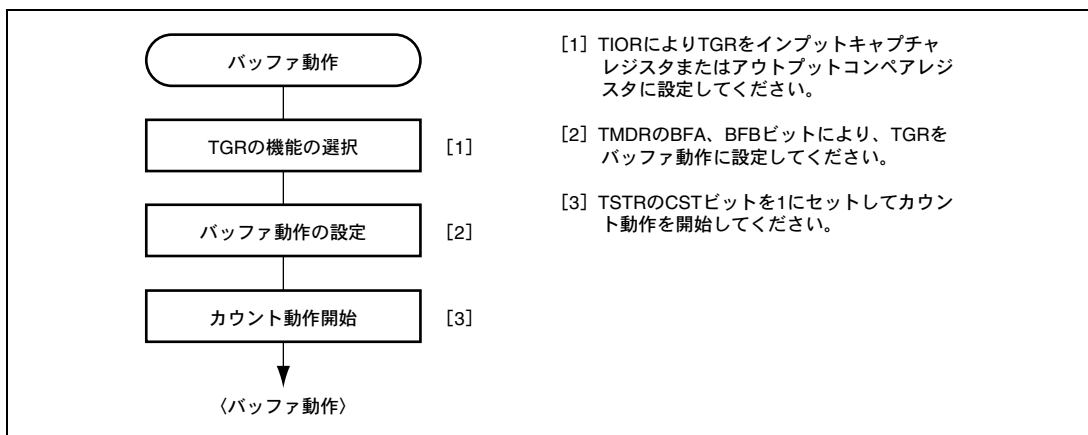 バッファ動作
TGRの機能の選択
[1]
バッファ動作の設定
[2]
カウント動作開始
[3]
〈バッファ動作〉
[1] TIORによりTGRをインプットキャプチャ
レジスタまたはアウトプットコンペアレジ
スタに設定してください。
[2] TMDRのBFA、BFBビットにより、TGRを
バッファ動作に設定してください。
[3] TSTRのCSTビットを1にセットしてカウン
ト動作を開始してください。